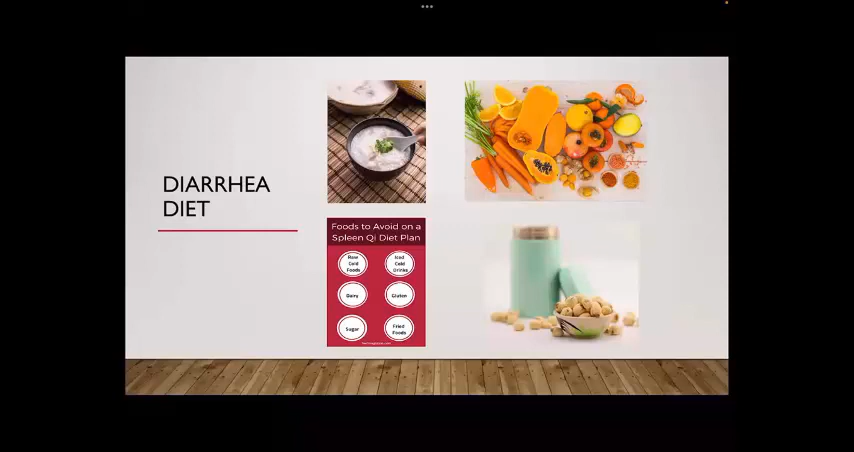 DIARRHEA
DIET
Foods to Avoid on a
Spleen Qi Diet Plan
Raw
Cold
Foods
Iced
Cold
Drinks
Dairy
Gluten
Sugar
Fried
Foods